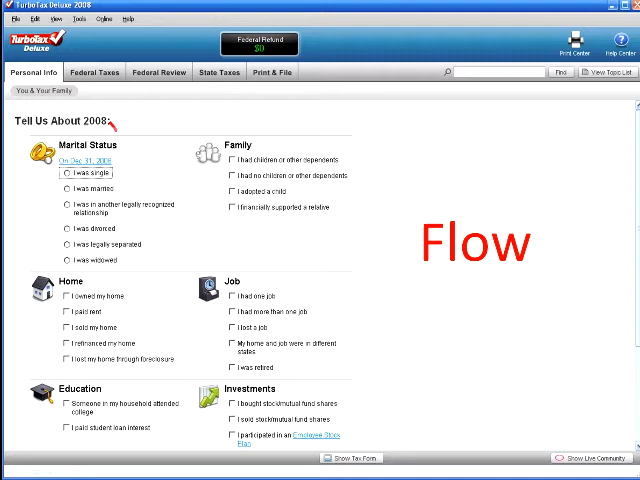 TurboTax Deluxe 2008
File Edit View Tools Online Help
TurboTax
Deluxe
Federal Refund
$0
Print Center
Help Center
Personal Info Federal Taxes Federal Review State Taxes Print & File
Find
View Topic List
You & Your Family
Tell Us About 2008:
Marital Status
On Dec 31, 2008
I was single
I was married
I was in another legally recognized
relationship
I was divorced
I was legally separated
I was widowed
Family
I had children or other dependents
I had no children or other dependents
I adopted a child
I financially supported a relative
Flow
Home
I owned my home
I paid rent
I sold my home
I refinanced my home
I lost my home through foreclosure
Job
I had one job
I had more than one job
I lost a job
My home and job were in different
states
I was retired
Education
Someone in my household attended
college
I paid student loan interest
Investments
I bought stock/mutual fund shares
I sold stock/mutual fund shares
I participated in an Employee Stock
Plan
Show Tax Form
Show Live Community